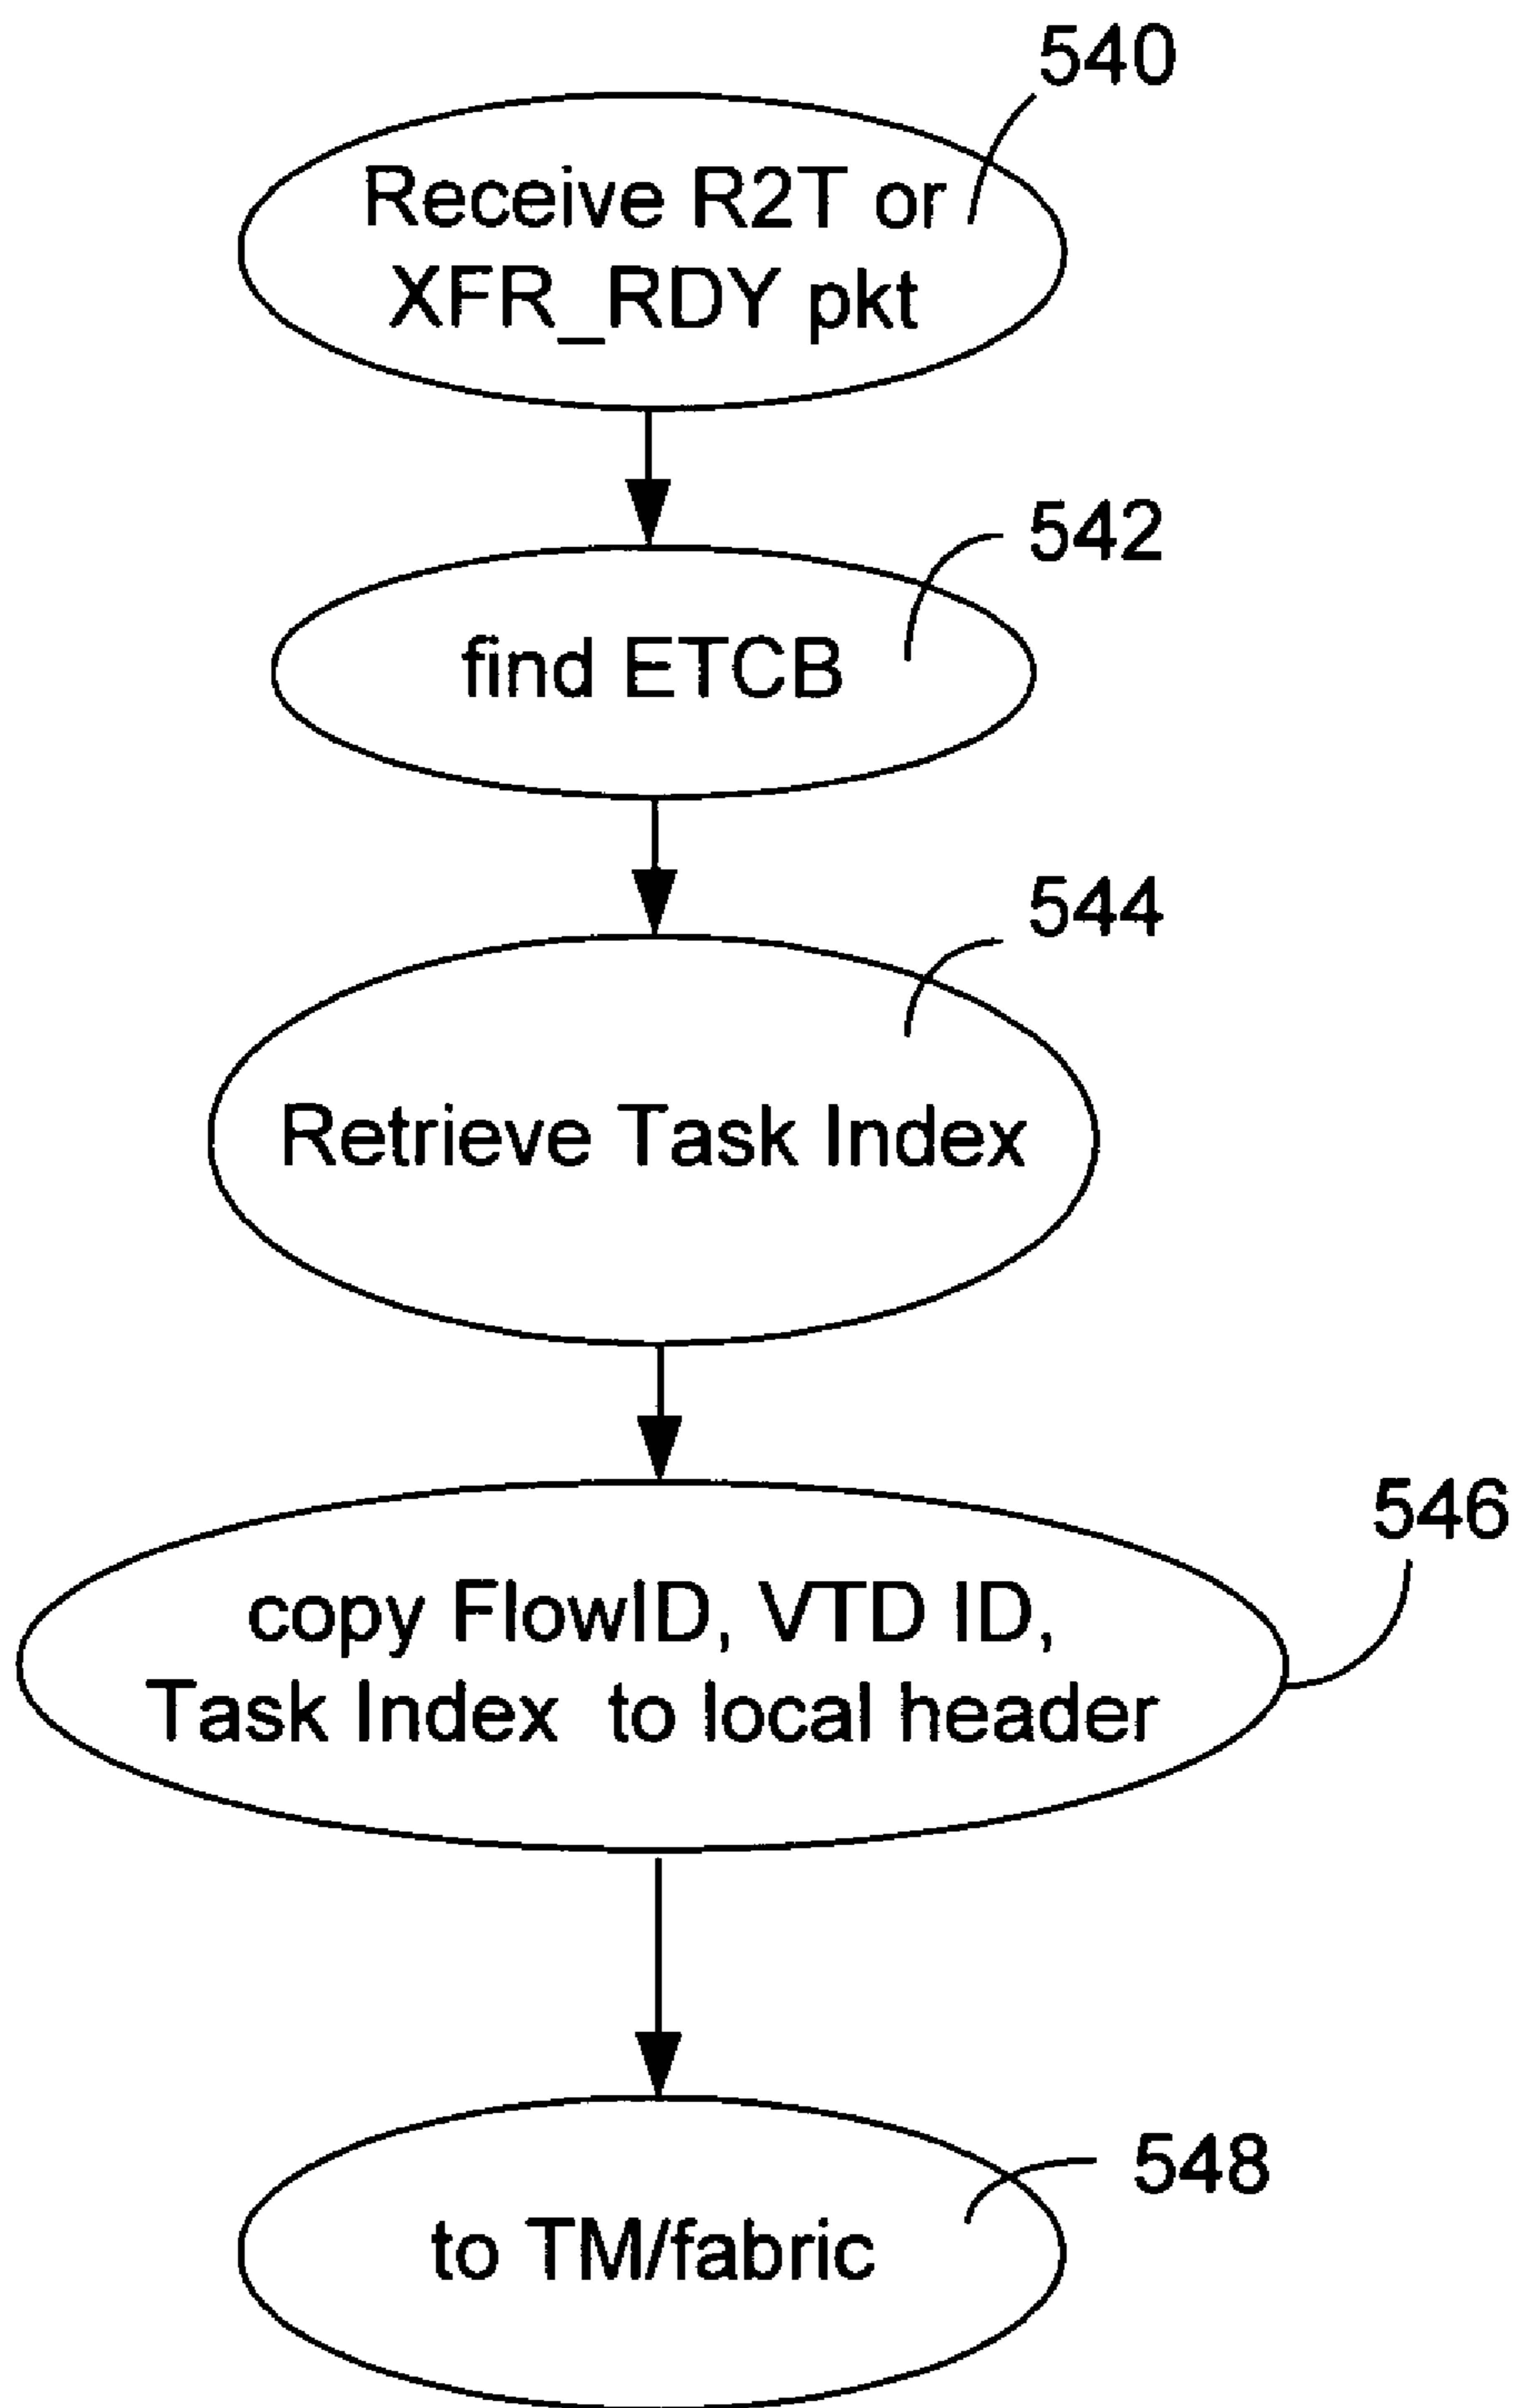 540
Receive R2T or
XFR_RDY pkt
542
find ETCB
544
Retrieve Task Index
546
copy FlowID, VTD ID,
Task Index to local header
548
to TM/fabric